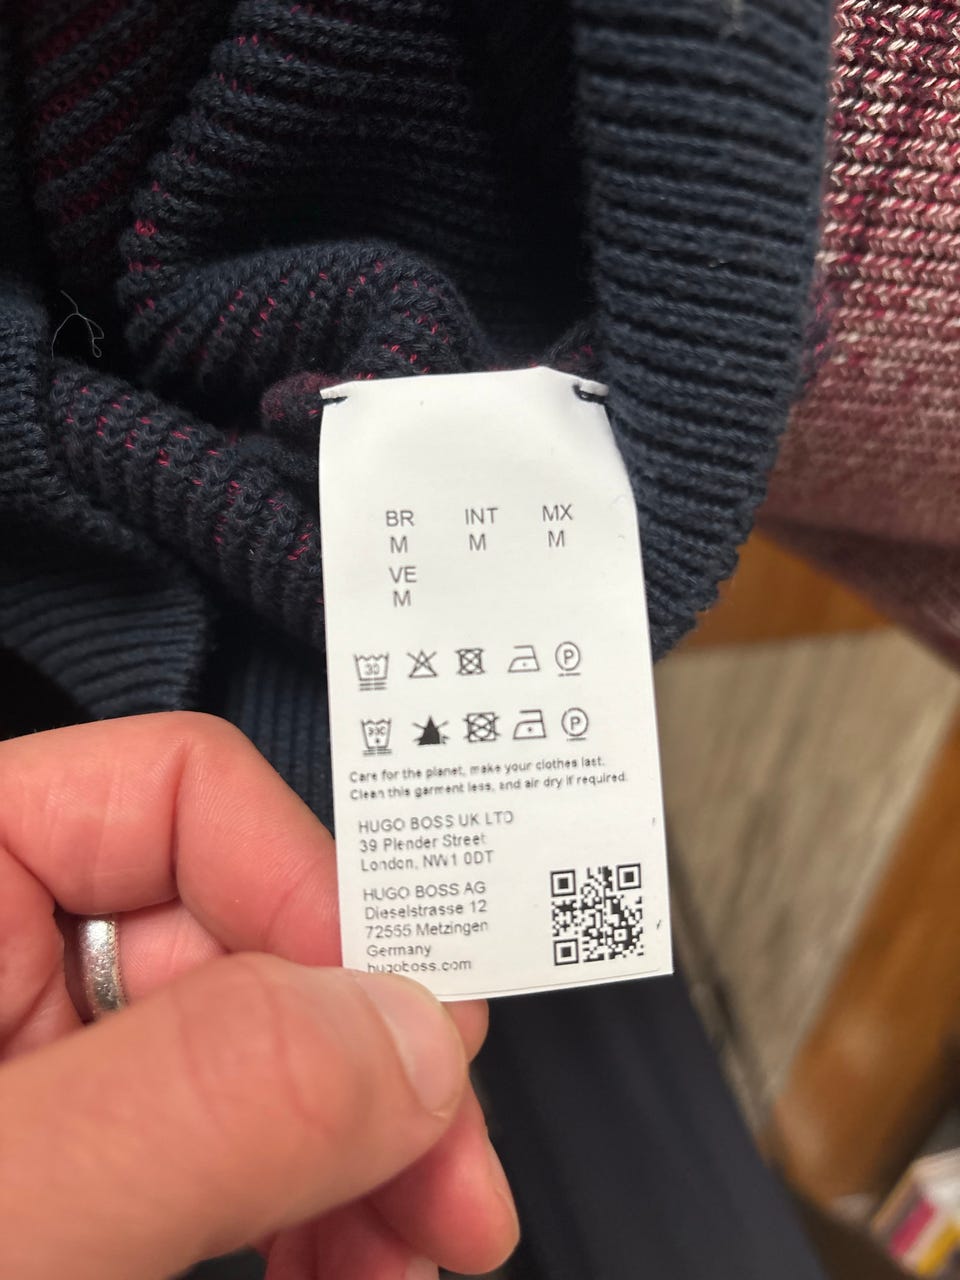 BR INT MX
M M M
VE
M
30 P
30C P
Care for the planet, make your clothes last.
Clean this garment less, and air dry if required.
HUGO BOSS UK LTD
39 Plender Street
London, NW1 0DT
HUGO BOSS AG
Dieselstrasse 12
72555 Metzingen
Germany
hugoboss.com